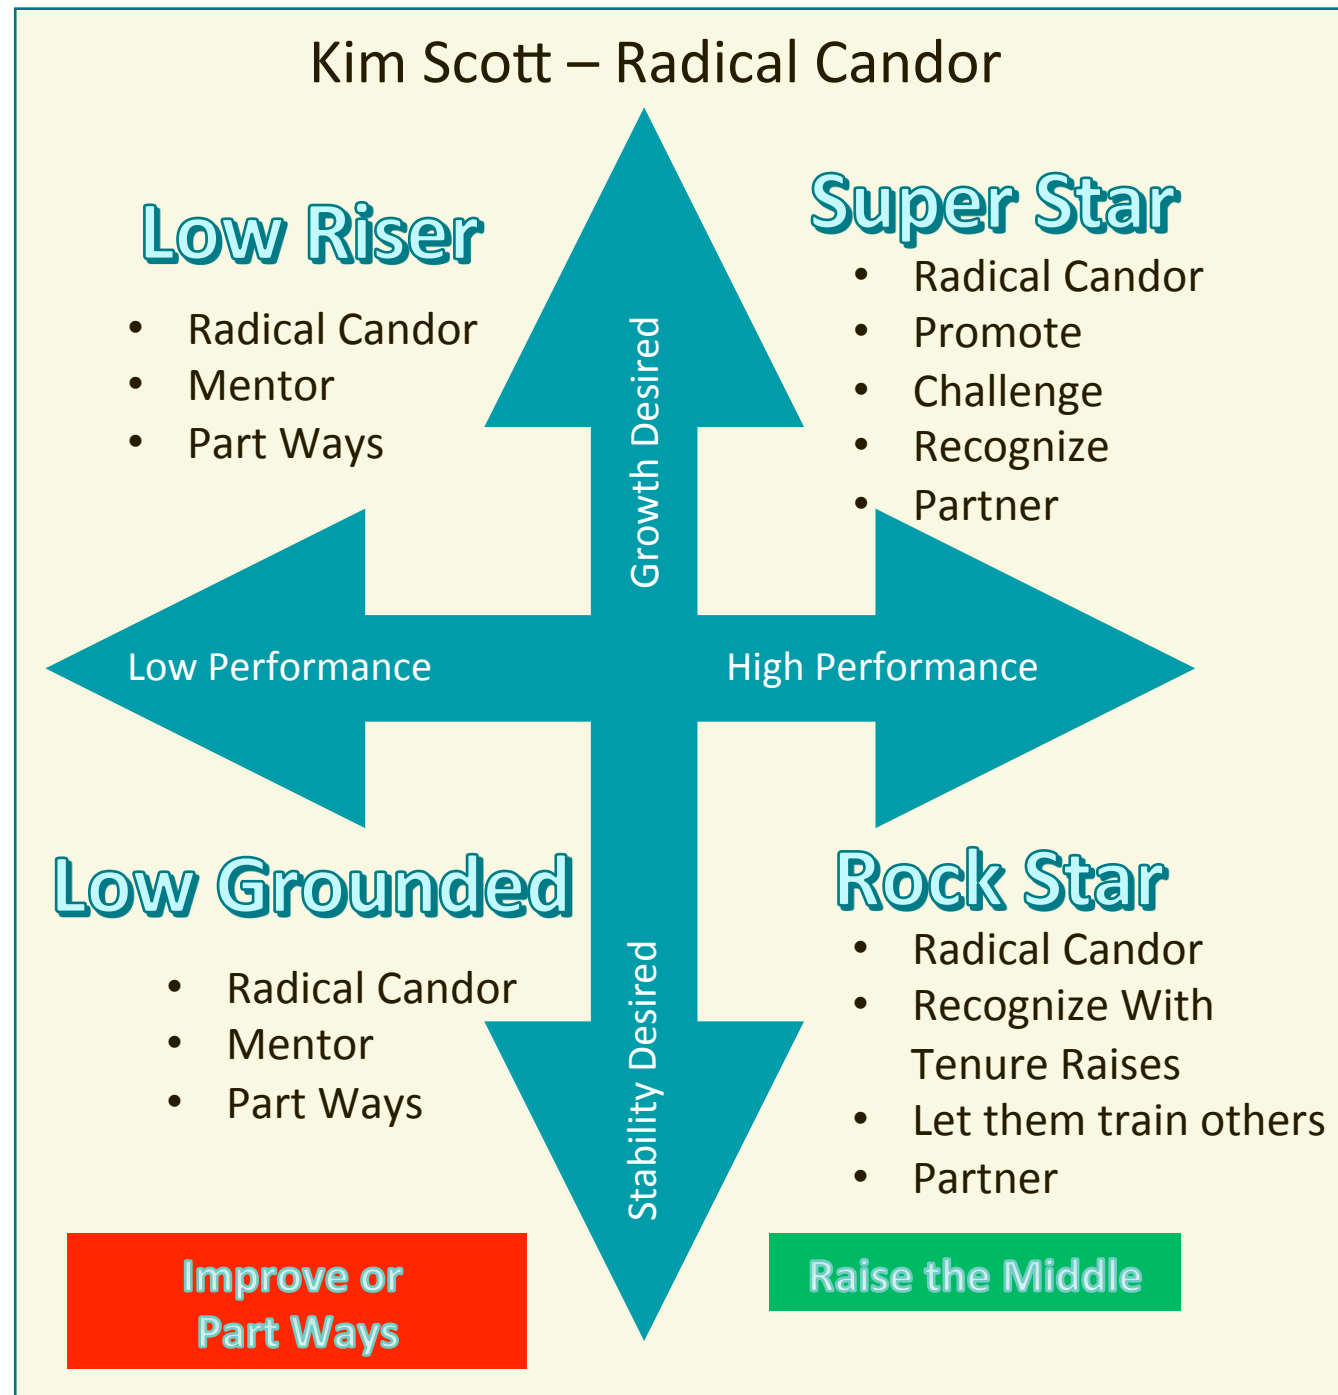 Kim Scott – Radical Candor
Low Riser
• Radical Candor
• Mentor
• Part Ways
Super Star
• Radical Candor
• Promote
• Challenge
• Recognize
• Partner
Growth Desired
Low Performance
High Performance
Stability Desired
Low Grounded
• Radical Candor
• Mentor
• Part Ways
Rock Star
• Radical Candor
• Recognize With
Tenure Raises
• Let them train others
• Partner
Improve or
Part Ways
Raise the Middle